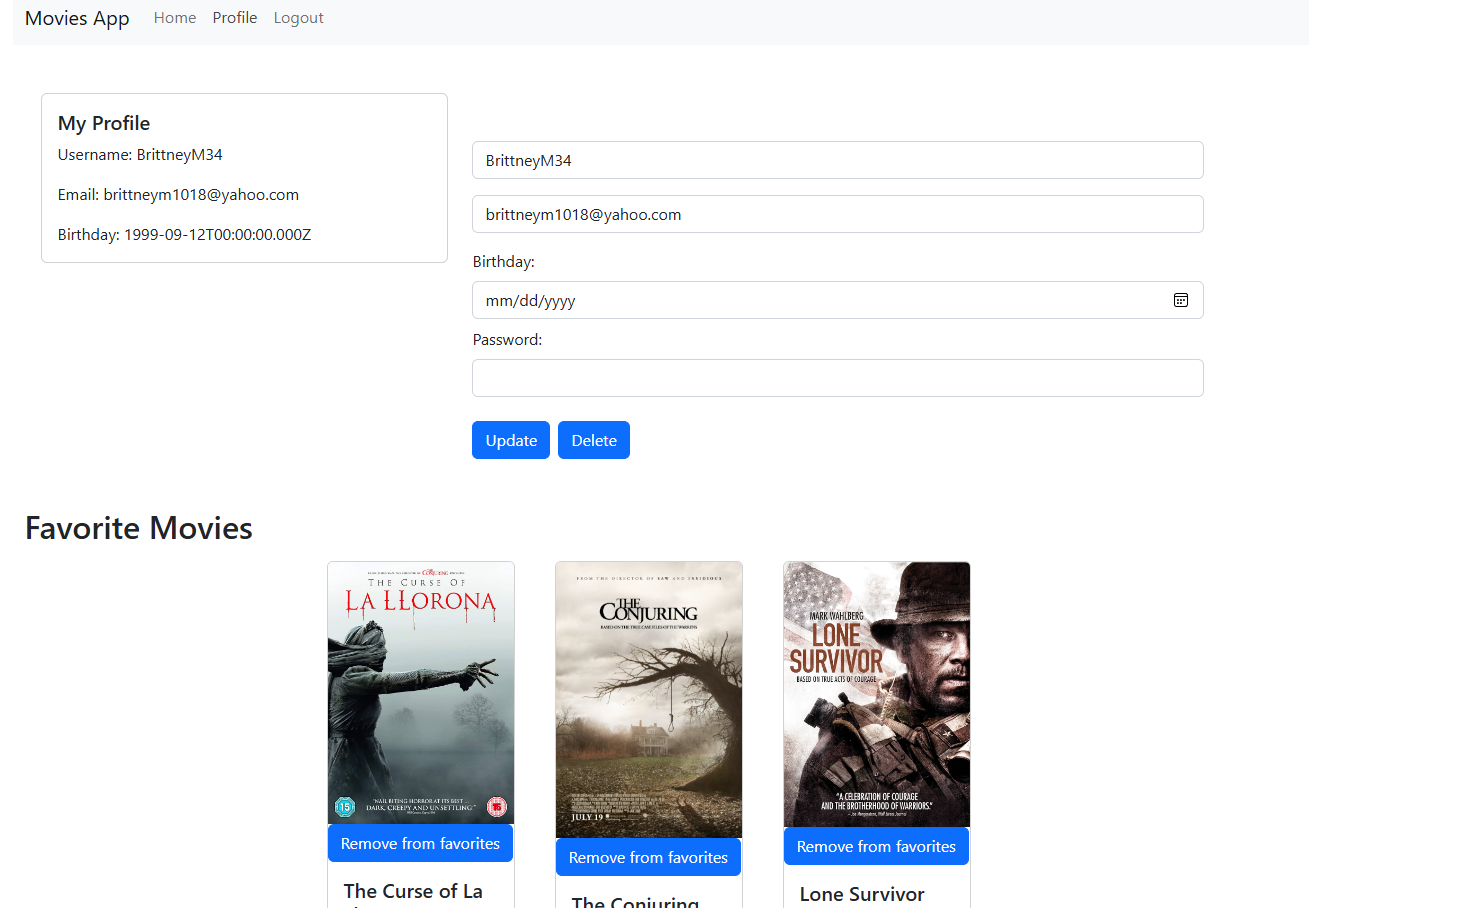 Movies App Home Profile Logout
My Profile
Username: BrittneyM34
Email: brittneym1018@yahoo.com
Birthday: 1999-09-12T00:00:00.000Z
BrittneyM34
brittneym1018@yahoo.com
Birthday:
mm/dd/yyyy
Password:
Update Delete
Favorite Movies
THE CURSE OF
LA LLORONA
15
"NAIL BITING HORROR AT ITS BEST...
DARK, CREEPY AND UNSETTLING"
Remove from favorites
The Curse of La
FROM THE DIRECTOR OF SAW AND INSIDIOUS
THE
CONJURING
BASED ON THE TRUE CASE FILES OF THE WARRENS
JULY 19
Remove from favorites
The Conjuring
MARK WAHLBERG
LONE
SURVIVOR
BASED ON TRUE ACTS OF COURAGE
"A CELEBRATION OF COURAGE
AND THE BROTHERHOOD OF WARRIORS."
Remove from favorites
Lone Survivor